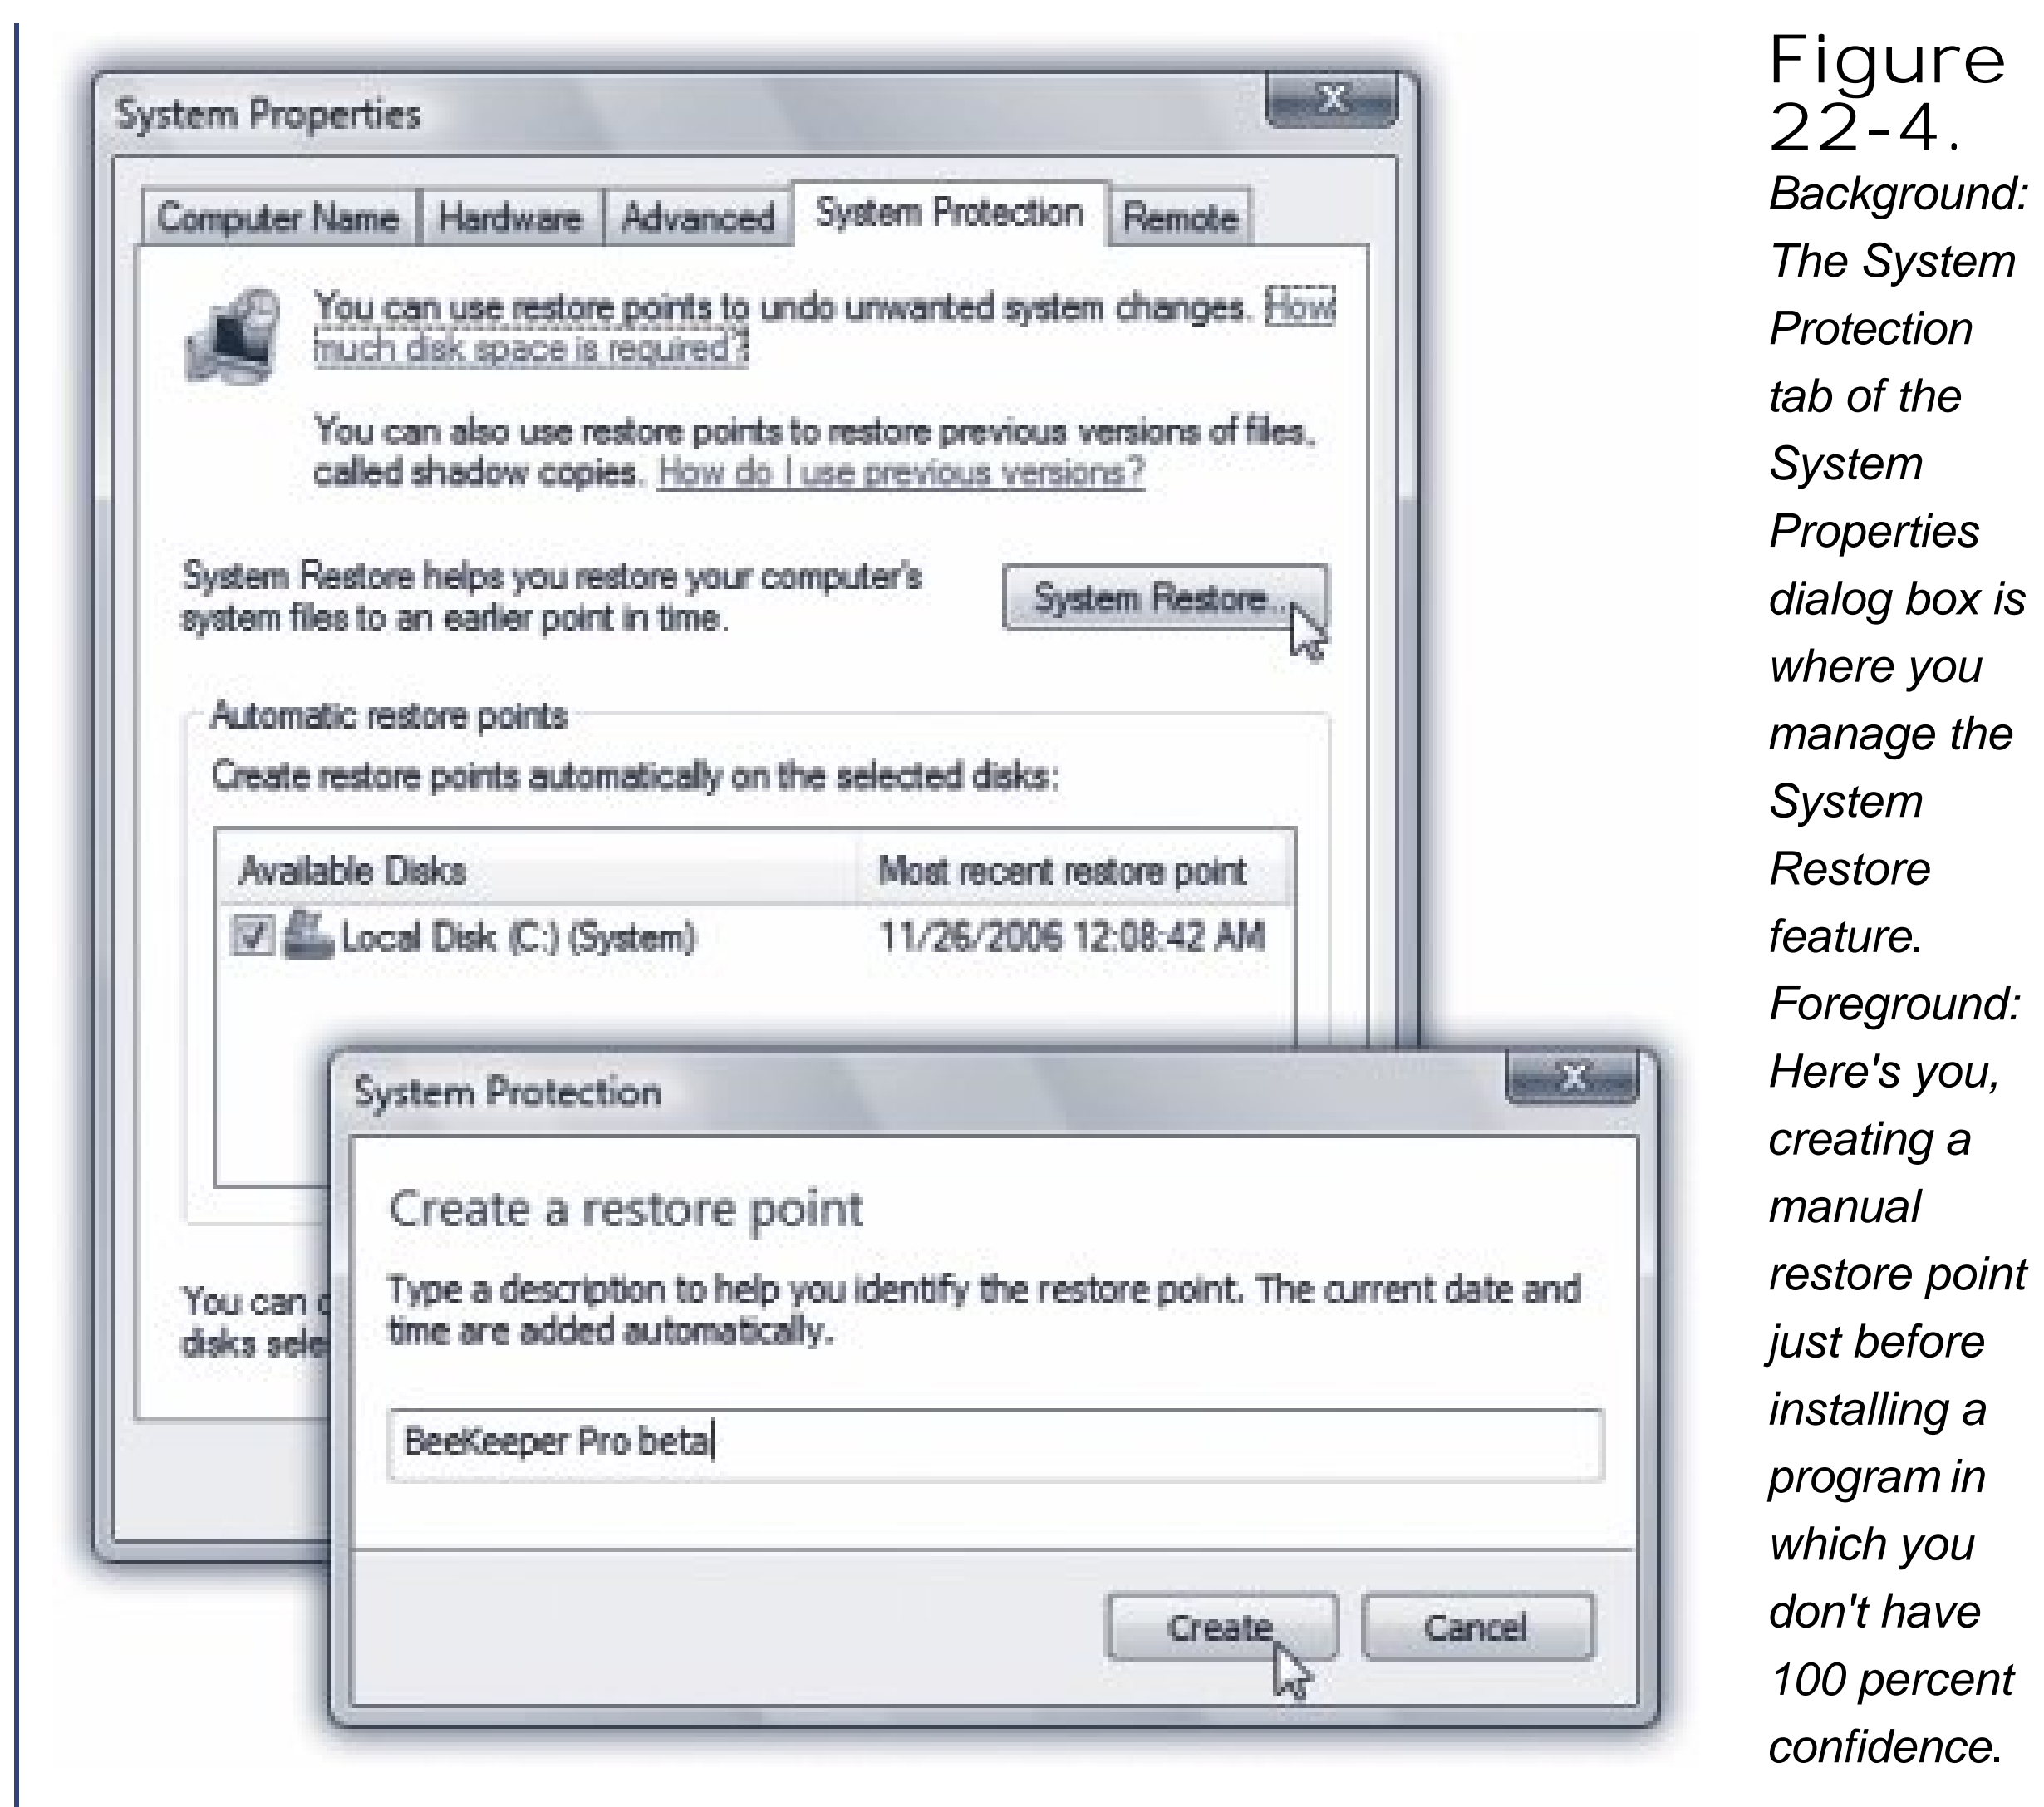 System Properties
x
Computer Name
Hardware
Advanced
System Protection
Remote
You can use restore points to undo unwanted system changes. How
much disk space is required?
You can also use restore points to restore previous versions of files,
called shadow copies. How do I use previous versions?
System Restore helps you restore your computer's
system files to an earlier point in time.
System Restore...
Automatic restore points
Create restore points automatically on the selected disks:
Available Disks
Most recent restore point
Local Disk (C:) (System)
11/26/2006 12:08:42 AM
You can
disks sele
System Protection
x
Create a restore point
Type a description to help you identify the restore point. The current date and
time are added automatically.
BeeKeeper Pro beta
Create
Cancel
Figure
22-4.
Background:
The System
Protection
tab of the
System
Properties
dialog box is
where you
manage the
System
Restore
feature.
Foreground:
Here's you,
creating a
manual
restore point
just before
installing a
program in
which you
don't have
100 percent
confidence.